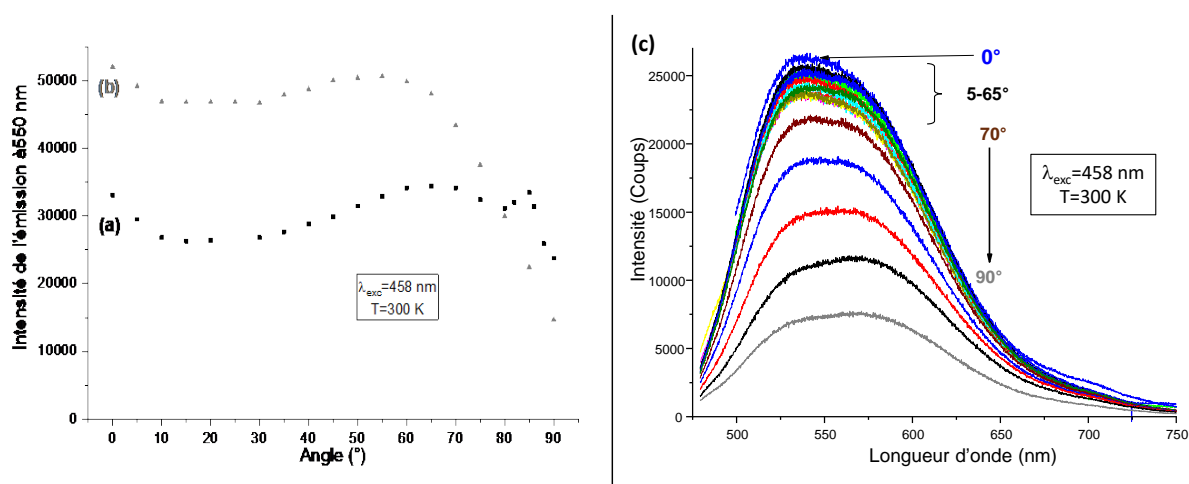 Intensité de l'émission à550 nm
50000
40000
30000
20000
10000
0
(b)
(a)
λexc=458 nm
T=300 K
0
10
20
30
40
50
60
70
80
90
Angle (°)
(c)
Intensité (Coups)
25000
20000
15000
10000
5000
0
0°
5-65°
70°
90°
λexc=458 nm
T=300 K
500
550
600
650
700
750
Longueur d'onde (nm)